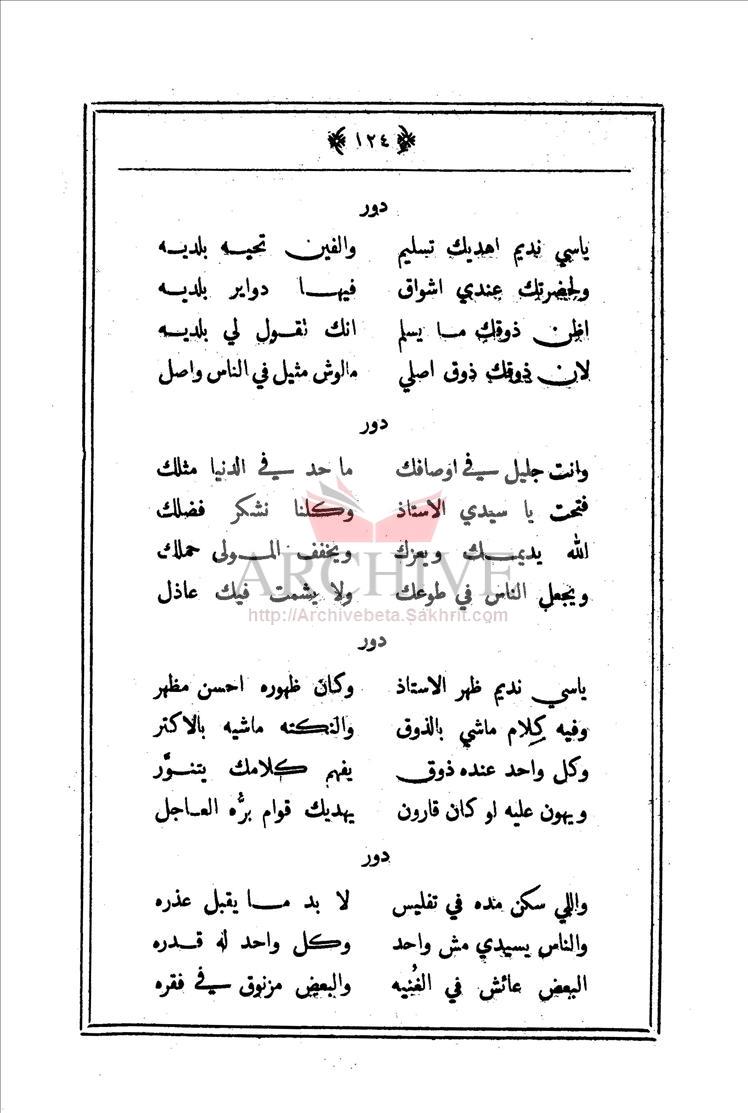 ﴿ ١٢٤ ﴾
دور
ياسي نديم اهديك تسليم والفين تحيه بلديه
ولحضرتك عندي اشواق فيها دواير بلديه
اظن ذوقك ما يسلم انك تقول لي بلديه
لان ذوقك ذوق اصلي مالوش مثيل في الناس واصل
دور
وانت جليل في اوصافك ما حد في الدنيا مثلك
فتحت يا سيدي الاستاذ وكلنا نشكر فضلك
الله يديمك ويعزك ويخفف المولى حملك
ويجعل الناس في طوعك ولا يشمت فيك عاذل
ARCHIVE
http://Archivebeta.Sakhrit.com
دور
ياسي نديم ظهر الاستاذ وكان ظهوره احسن مظهر
وفيه كِلام ماشي بالذوق والنكته ماشيه بالاكتر
وكل واحد عنده ذوق يفهم كلامك يتنوَّر
ويهون عليه لو كان قارون يهديك قوام برُّه العاجل
دور
واللي سكن منده في تفليس لا بد ما يقبل عذره
والناس يسيدي مش واحد وكل واحد له قدره
البعض عائش في الغُنيه والبعض مزنوق في فقره